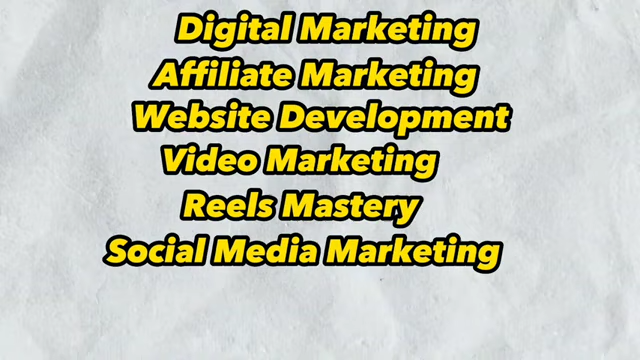 Digital Marketing
Affiliate Marketing
Website Development
Video Marketing
Reels Mastery
Social Media Marketing